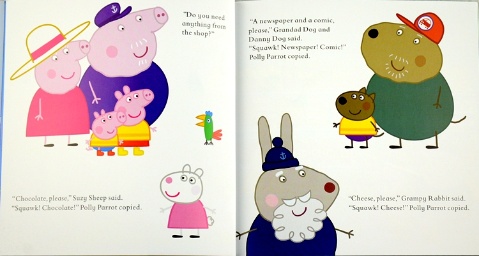 "Do you need
anything from
the shop?"
"Chocolate, please," Suzy Sheep said.
"Squawk! Chocolate!" Polly Parrot copied.
"A newspaper and a comic,
please," Grandad Dog and
Danny Dog said.
"Squawk! Newspaper! Comic!"
Polly Parrot copied.
"Cheese, please," Grampy Rabbit said.
"Squawk! Cheese!" Polly Parrot copied.